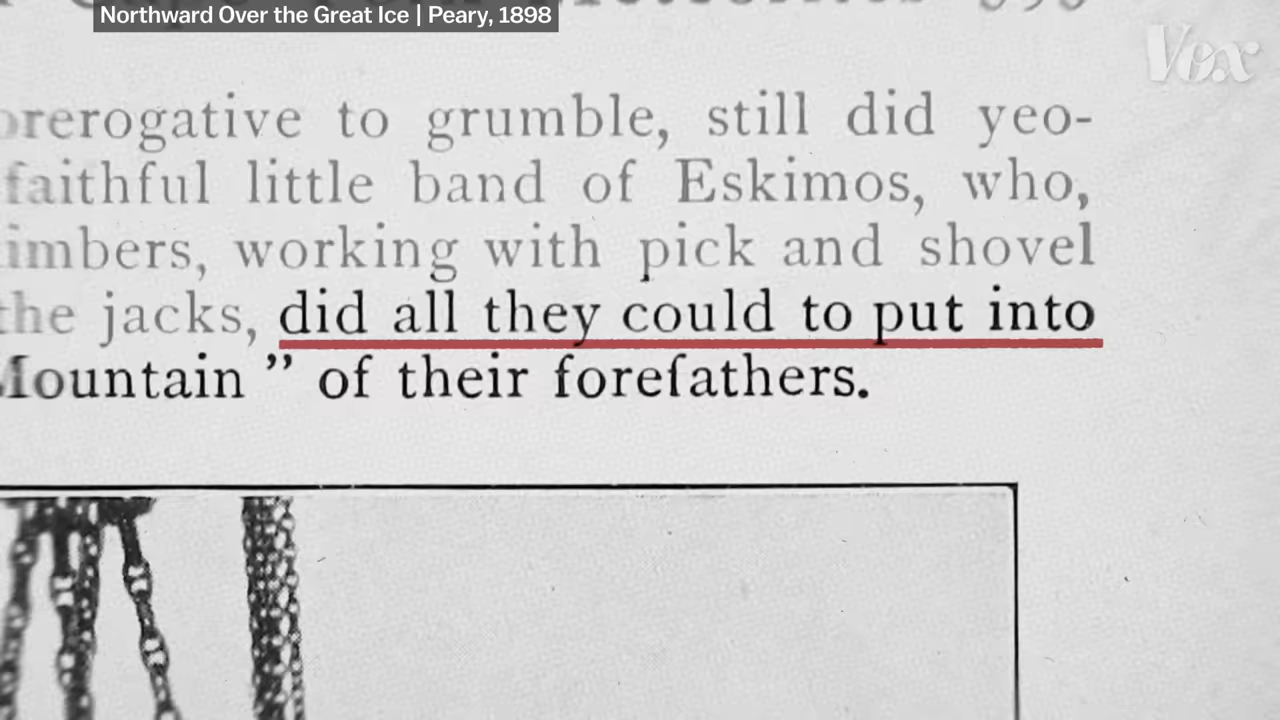 Northward Over the Great Ice | Peary, 1898
Vox
prerogative to grumble, still did yeo-
faithful little band of Eskimos, who,
imbers, working with pick and shovel
the jacks, did all they could to put into
Mountain ” of their forefathers.